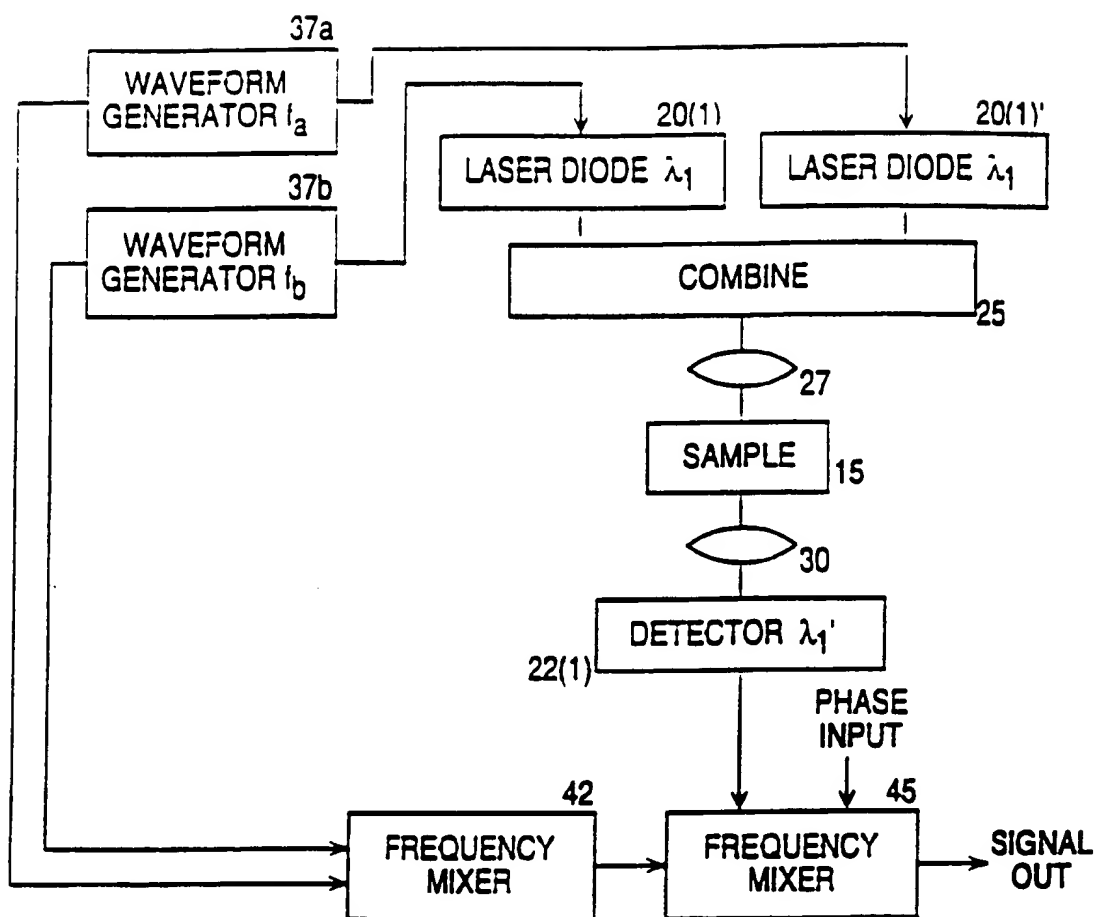 37a
WAVEFORM
GENERATOR fa
37b
WAVEFORM
GENERATOR fb
20(1)
LASER DIODE λ1
20(1)'
LASER DIODE λ1
COMBINE
25
27
SAMPLE
15
30
DETECTOR λ1'
22(1)
PHASE
INPUT
42
FREQUENCY
MIXER
45
FREQUENCY
MIXER
SIGNAL
OUT